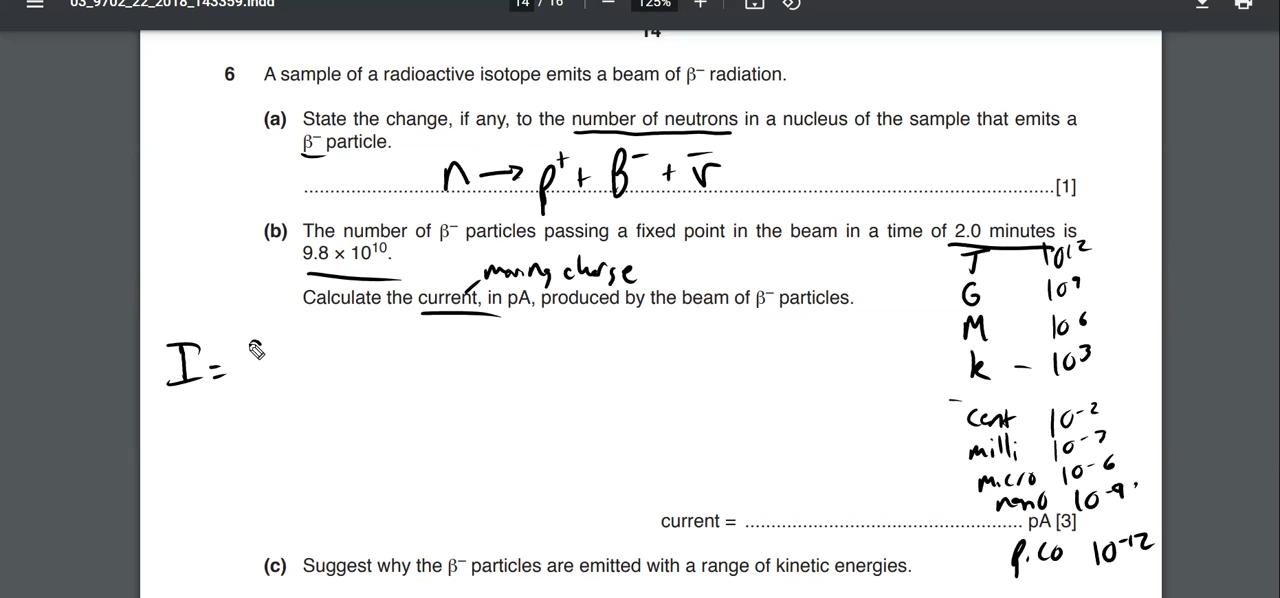 03_9702_22_2018_143359.indd
14 / 16
125%
14
6 A sample of a radioactive isotope emits a beam of β⁻ radiation.
(a) State the change, if any, to the number of neutrons in a nucleus of the sample that emits a
β⁻ particle.
n → p⁺ + β⁻ + v̅
[1]
(b) The number of β⁻ particles passing a fixed point in the beam in a time of 2.0 minutes is
9.8 × 10¹⁰.
moving charge
Calculate the current, in pA, produced by the beam of β⁻ particles.
T 10¹²
G 10⁹
M 10⁶
k – 10³
I =
cent 10⁻²
milli 10⁻³
micro 10⁻⁶
nano 10⁻⁹
current = ................................................... pA [3]
pico 10⁻¹²
(c) Suggest why the β⁻ particles are emitted with a range of kinetic energies.